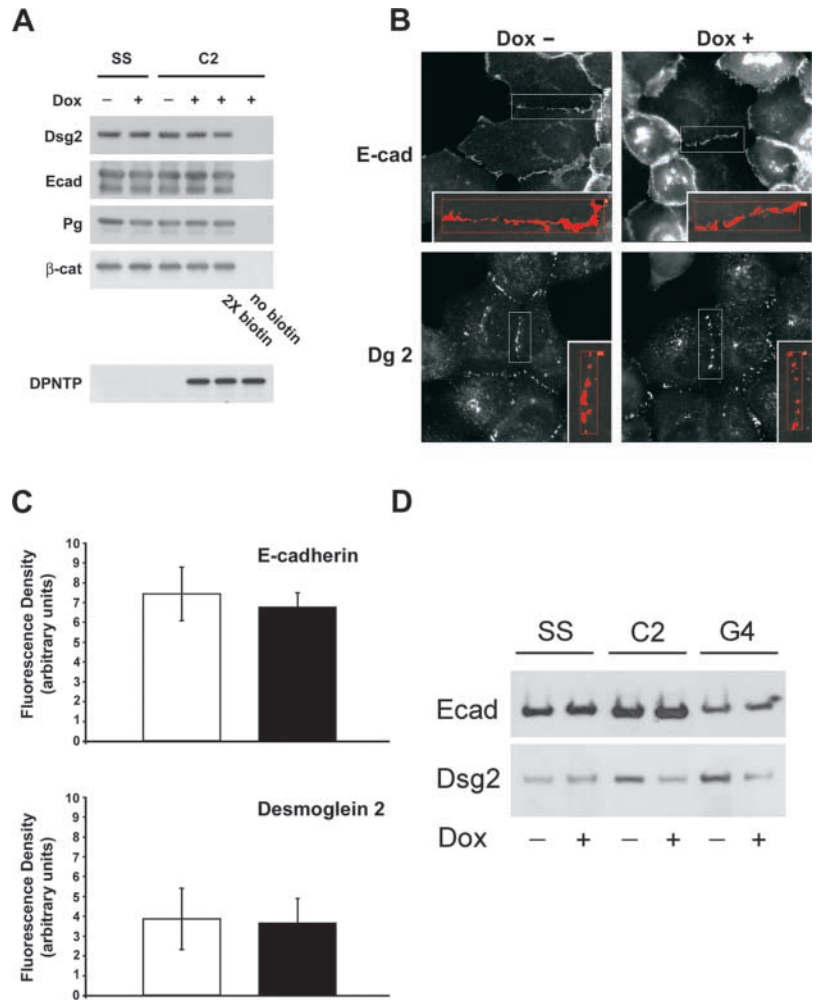 A
SS C2
Dox – + – + + +
Dsg2
Ecad
Pg
β-cat
2X biotin
no biotin
DPNTP
B
Dox – Dox +
E-cad
Dg 2
C
10
9
8
7
6
5
4
3
2
1
0
Fluorescence Density
(arbitrary units)
E-cadherin
10
9
8
7
6
5
4
3
2
1
0
Fluorescence Density
(arbitrary units)
Desmoglein 2
D
SS C2 G4
Ecad
Dsg2
Dox – + – + – +